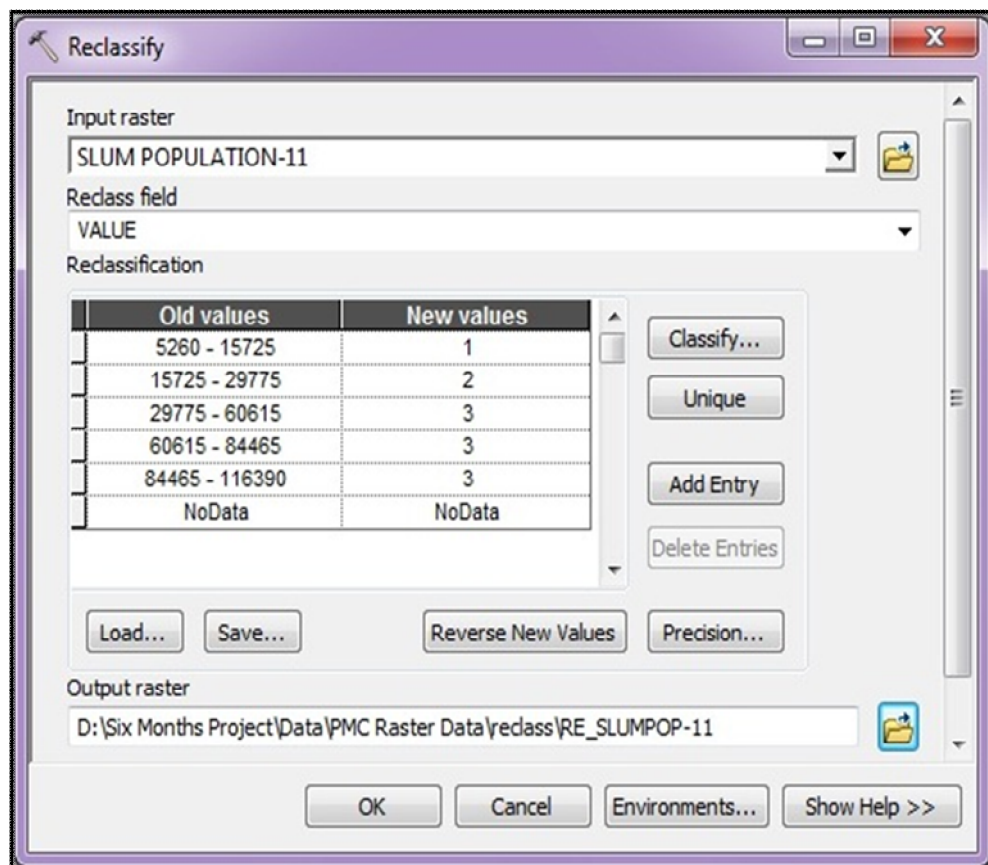 Reclassify
Input raster
SLUM POPULATION-11
Reclass field
VALUE
Reclassification
Old values New values
5260 - 15725 1
15725 - 29775 2
29775 - 60615 3
60615 - 84465 3
84465 - 116390 3
NoData NoData
Classify...
Unique
Add Entry
Delete Entries
Load... Save... Reverse New Values Precision...
Output raster
D:\Six Months Project\Data\PMC Raster Data\reclass\RE_SLUMPOP-11
OK Cancel Environments... Show Help >>